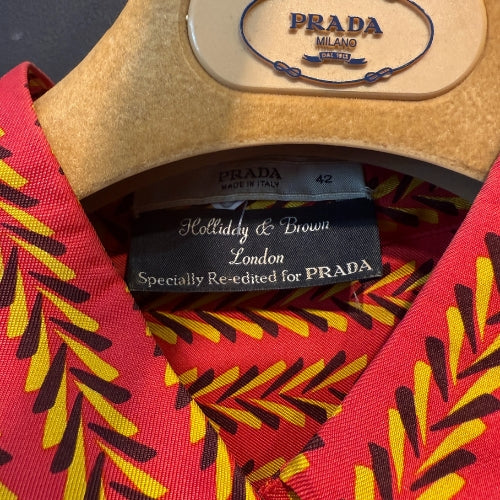 PRADA
MILANO
DAL 1913
PRADA
MADE IN ITALY
42
Holliday & Brown
London
Specially Re-edited for PRADA